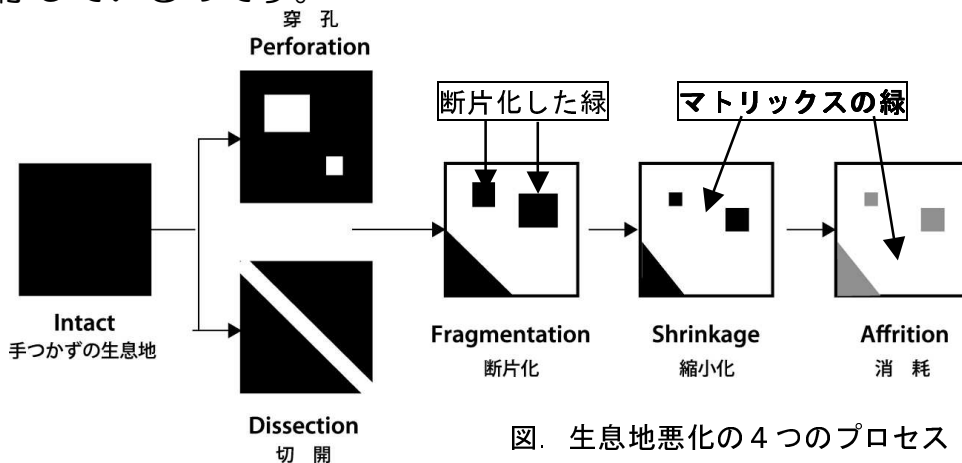 穿 孔
Perforation
断片化した緑
マトリックスの緑
Intact
手つかずの生息地
Fragmentation
断片化
Shrinkage
縮小化
Affrition
消 耗
Dissection
切 開
図. 生息地悪化の4つのプロセス